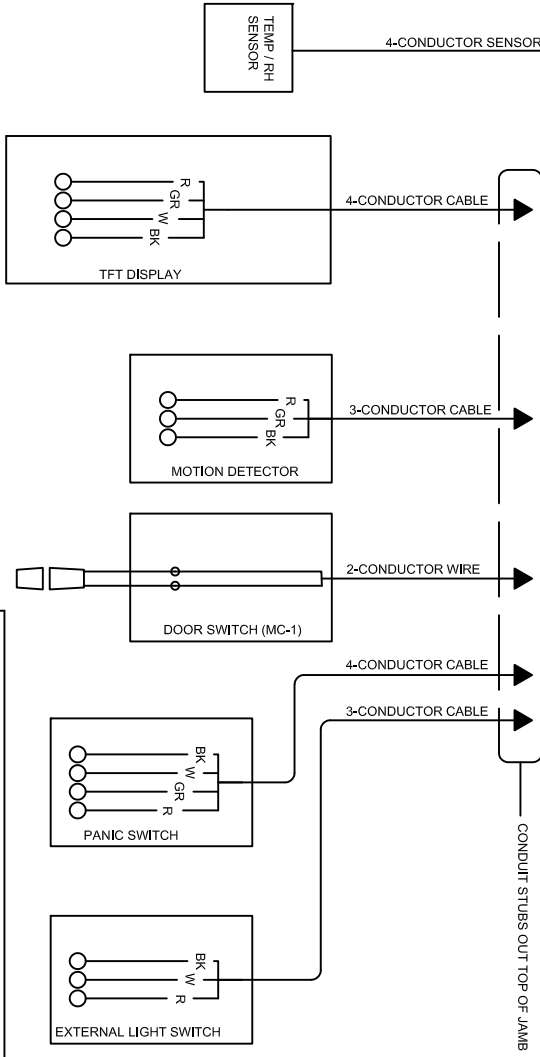 TEMP / RH
SENSOR
4-CONDUCTOR SENSOR
R
GR
W
BK
4-CONDUCTOR CABLE
TFT DISPLAY
R
GR
BK
3-CONDUCTOR CABLE
MOTION DETECTOR
2-CONDUCTOR WIRE
DOOR SWITCH (MC-1)
4-CONDUCTOR CABLE
3-CONDUCTOR CABLE
BK
W
GR
R
PANIC SWITCH
CONDUIT STUBS OUT TOP OF JAMB
BK
W
R
EXTERNAL LIGHT SWITCH